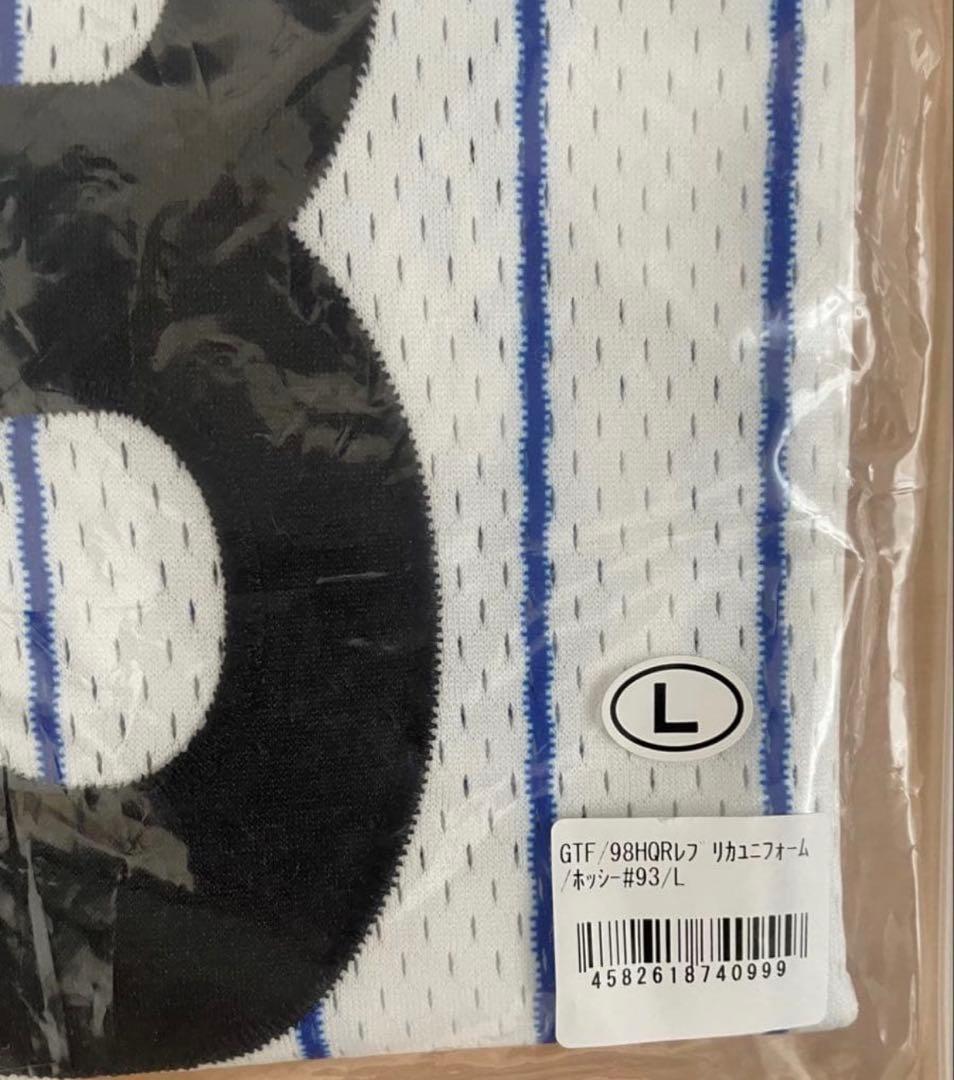 L
GTF/98HQRﾚﾌﾟﾘｶﾕﾆﾌｫｰﾑ
/ﾎｯｼｰ#93/L
4582618740999